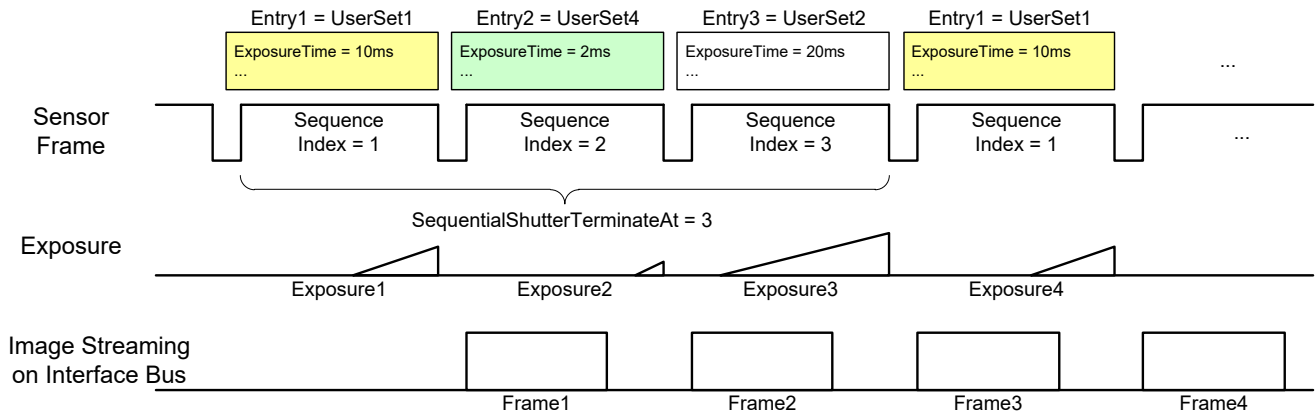 Entry1 = UserSet1
Entry2 = UserSet4
Entry3 = UserSet2
Entry1 = UserSet1
ExposureTime = 10ms
...
ExposureTime = 2ms
...
ExposureTime = 20ms
...
ExposureTime = 10ms
...
...
Sensor
Frame
Sequence
Index = 1
Sequence
Index = 2
Sequence
Index = 3
Sequence
Index = 1
...
SequentialShutterTerminateAt = 3
Exposure
Exposure1
Exposure2
Exposure3
Exposure4
Image Streaming
on Interface Bus
Frame1
Frame2
Frame3
Frame4